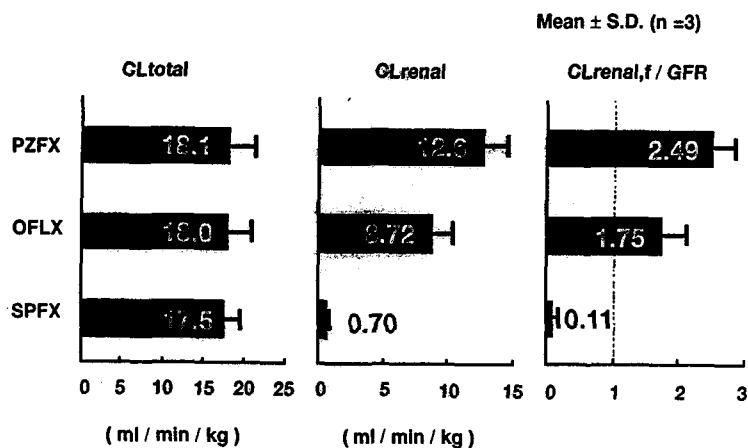 Mean ± S.D. (n =3)
CLtotal CLrenal CLrenal,f / GFR
PZFX 18.1 2.49
OFLX 18.0 8.72 1.75
SPFX 17.5 0.70 0.11
0 5 10 15 20 25 0 5 10 15 0 1 2 3
( ml / min / kg ) ( ml / min / kg )